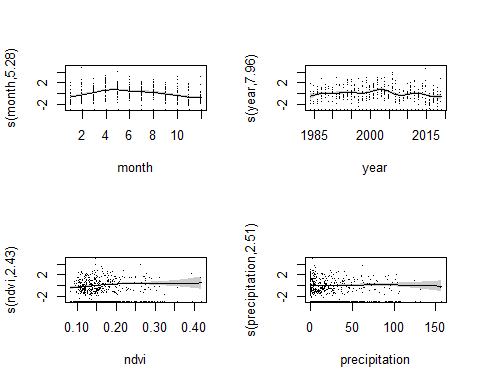 s(month,5.28)
2
-2
2 4 6 8 10
month
s(year,7.96)
2
-2
1985 2000 2015
year
s(ndvi,2.43)
2
-2
0.10 0.20 0.30 0.40
ndvi
s(precipitation,2.51)
2
-2
0 50 100 150
precipitation